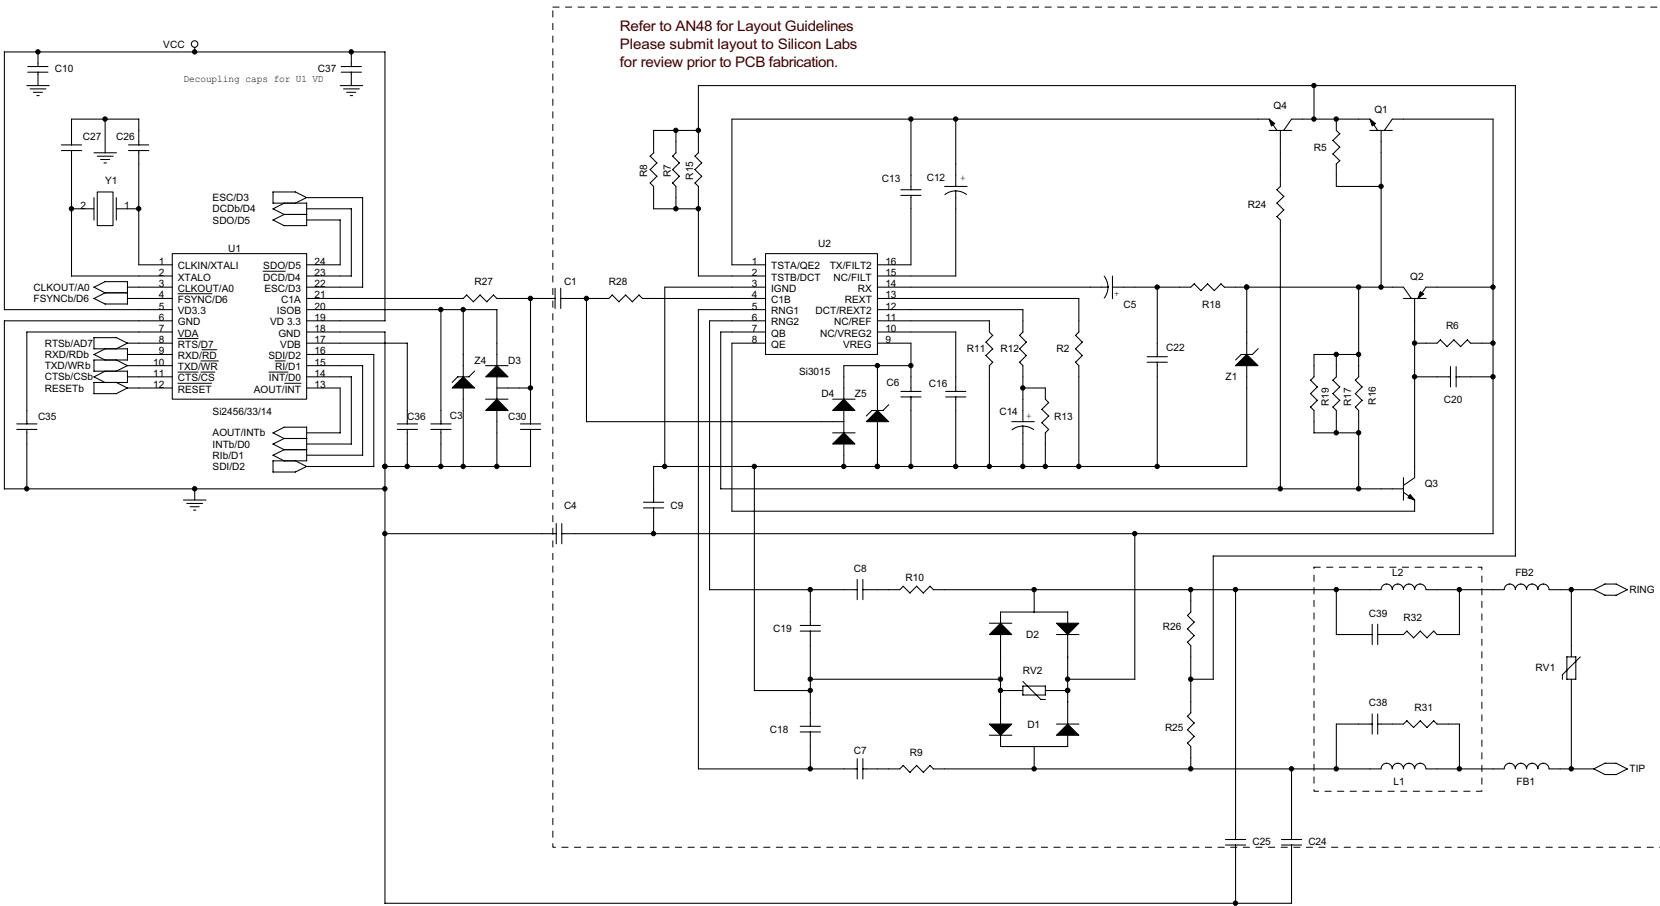 Refer to AN48 for Layout Guidelines
Please submit layout to Silicon Labs
for review prior to PCB fabrication.
VCC
C10
C37
Decoupling caps for U1 VD
C27
C26
Y1
2
1
ESC/D3
DCDb/D4
SDO/D5
U1
1 CLKIN/XTALI SDO/D5 24
2 XTALO DCD/D4 23
CLKOUT/A0 3 CLKOUT/A0 ESC/D3 22
FSYNCb/D6 4 FSYNC/D6 C1A 21
5 VD3.3 ISOB 20
6 GND VD 3.3 19
7 VDA GND 18
RTSb/AD7 8 RTS/D7 VDB 17
RXD/RDb 9 RXD/RD SDI/D2 16
TXD/WRb 10 TXD/WR RI/D1 15
CTSb/CSb 11 CTS/CS INT/D0 14
RESETb 12 RESET AOUT/INT 13
Si2456/33/14
AOUT/INTb
INTb/D0
RIb/D1
SDI/D2
C35
C36
C3
C30
Z4
D3
R27
C1
R28
C4
C9
R8
R7
R15
C13
C12
+
U2
1 TSTA/QE2 TX/FILT2 16
2 TSTB/DCT NC/FILT 15
3 IGND RX 14
4 C1B REXT 13
5 RNG1 DCT/REXT2 12
6 RNG2 NC/REF 11
7 QB NC/VREG2 10
8 QE VREG 9
Si3015
D4
Z5
C6
C16
R11
R12
R2
C14
+
R13
C5
+
C22
R18
Z1
Q4
Q1
R5
R24
Q2
R6
C20
R19
R17
R16
Q3
C8
R10
C19
D2
RV2
D1
C18
C7
R9
R26
R25
L2
C39
R32
C38
R31
L1
FB2
RING
RV1
FB1
TIP
C25
C24